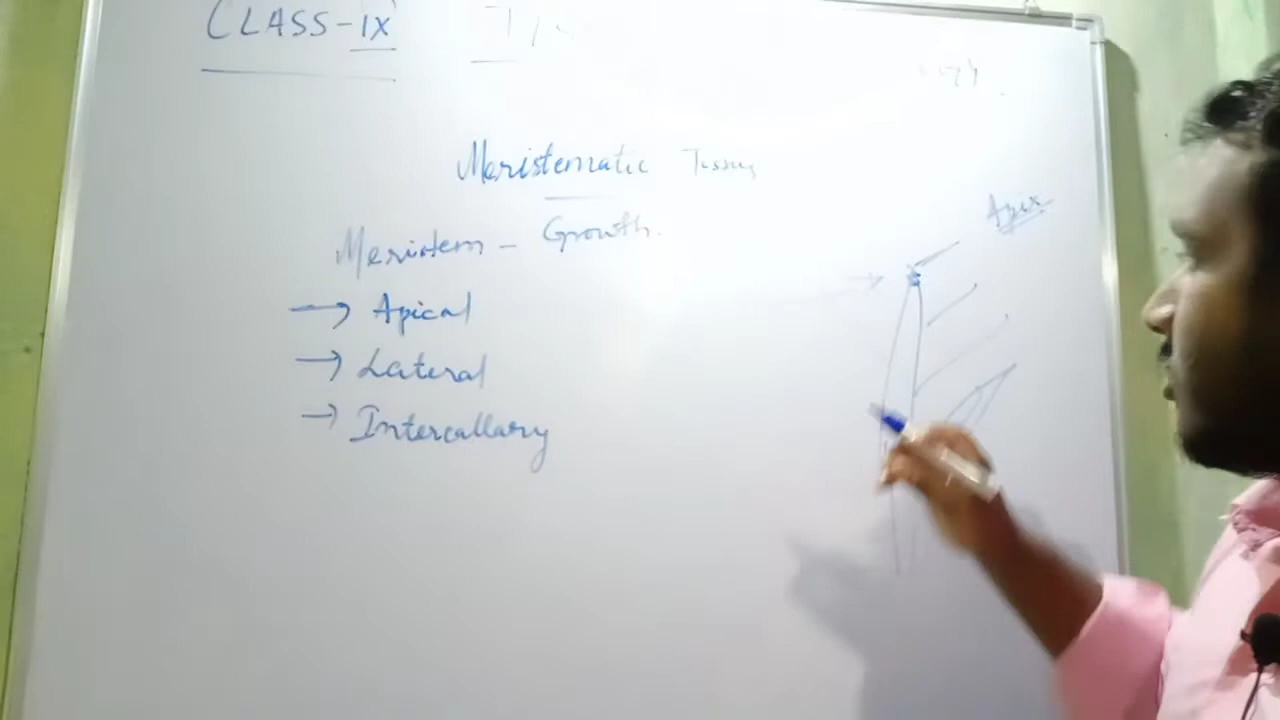 CLASS-IX
Meristematic Tissue
Meristem - Growth.
Apex
→ Apical
→ Lateral
→ Intercallary